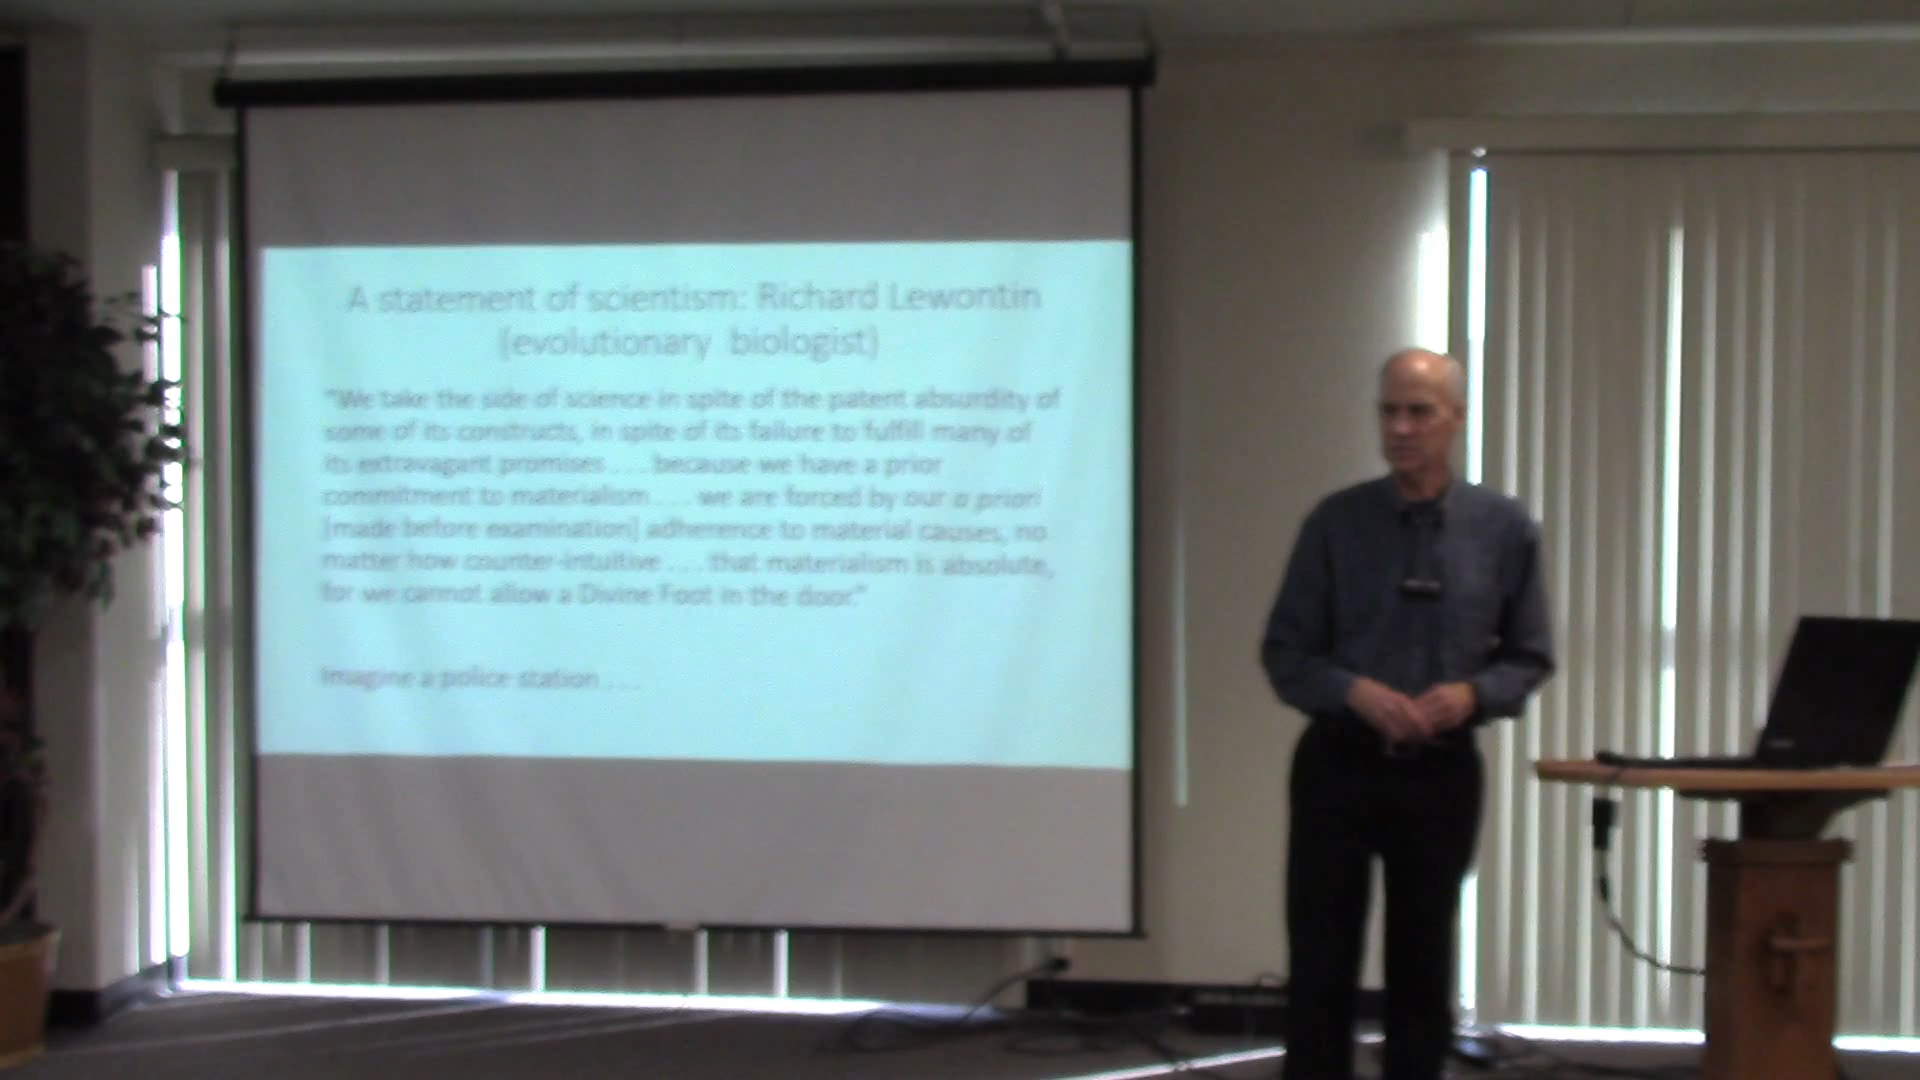 A statement of scientism: Richard Lewontin
(evolutionary biologist)
"We take the side of science in spite of the patent absurdity of
some of its constructs, in spite of its failure to fulfill many of
its extravagant promises . . . . because we have a prior
commitment to materialism . . . . we are forced by our a priori
[made before examination] adherence to material causes, no
matter how counter-intuitive . . . . that materialism is absolute,
for we cannot allow a Divine Foot in the door."
Imagine a police station . . . .